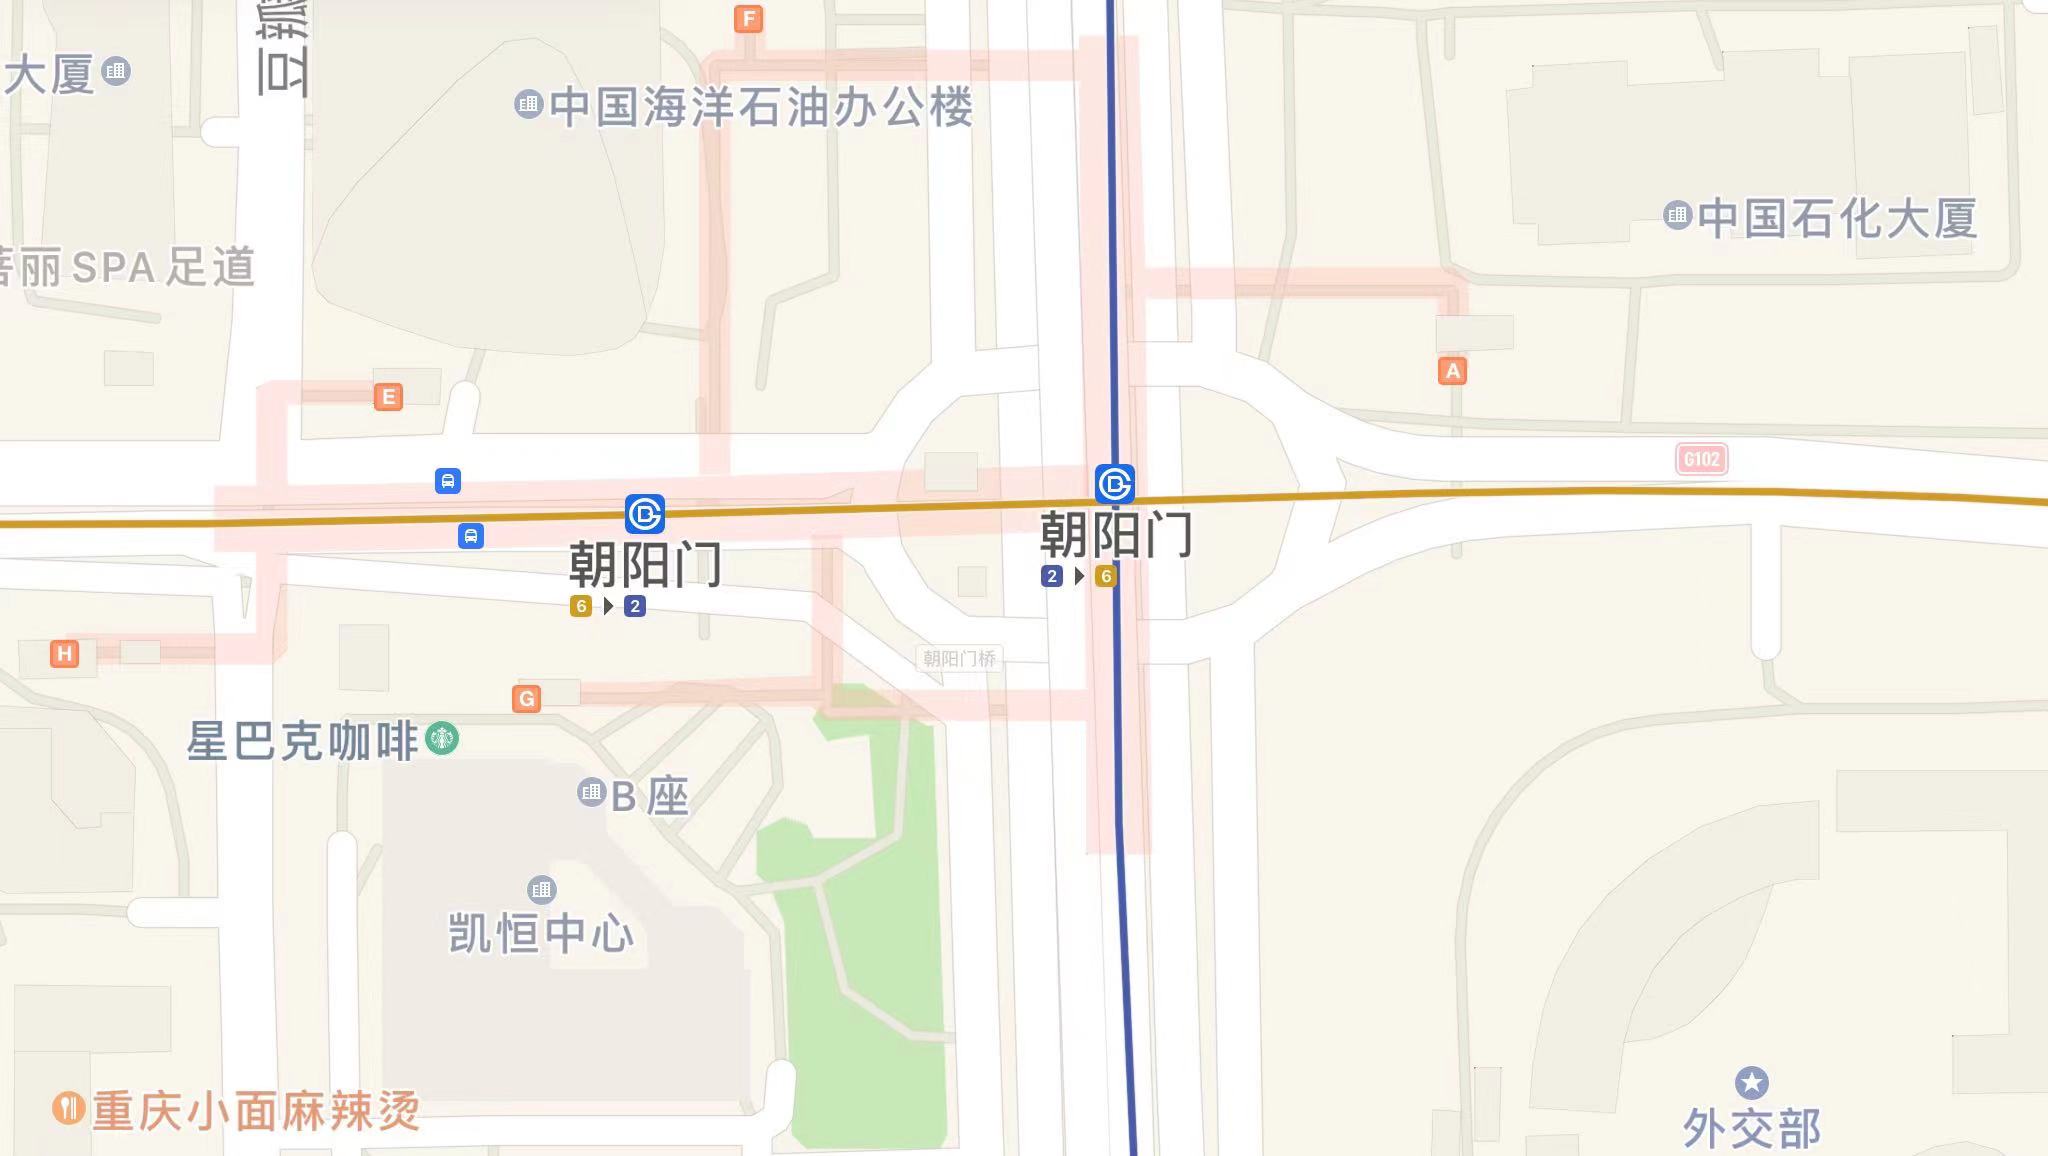 F
大厦
中国海洋石油办公楼
中国石化大厦
丽SPA足道
E
A
G102
朝阳门
2 6
朝阳门
6 2
H
朝阳门桥
G
星巴克咖啡
B座
凯恒中心
重庆小面麻辣烫
外交部